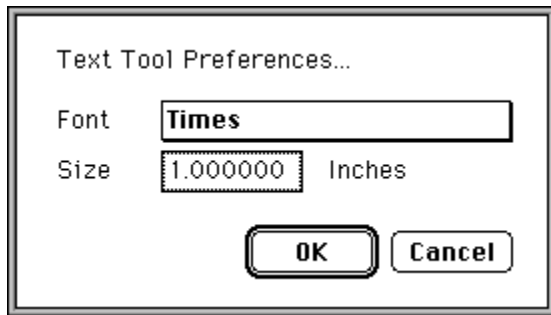 Text Tool Preferences...
Font Times
Size 1.000000 Inches
OK Cancel